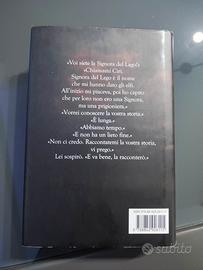 «Voi siete la Signora del Lago?»
«Chiamatemi Ciri.
Signora del Lago è il nome
che mi hanno dato gli elfi.
All'inizio mi piaceva, poi ho capito
che per loro non ero una Signora,
ma una prigioniera.»
«Vorrei conoscere la vostra storia.»
«È lunga.»
«Abbiamo tempo.»
«E non ha un lieto fine.»
«Non ci credo. Raccontatemi la vostra storia,
vi prego.»
Lei sospirò. «E va bene, la racconterò.»
subito